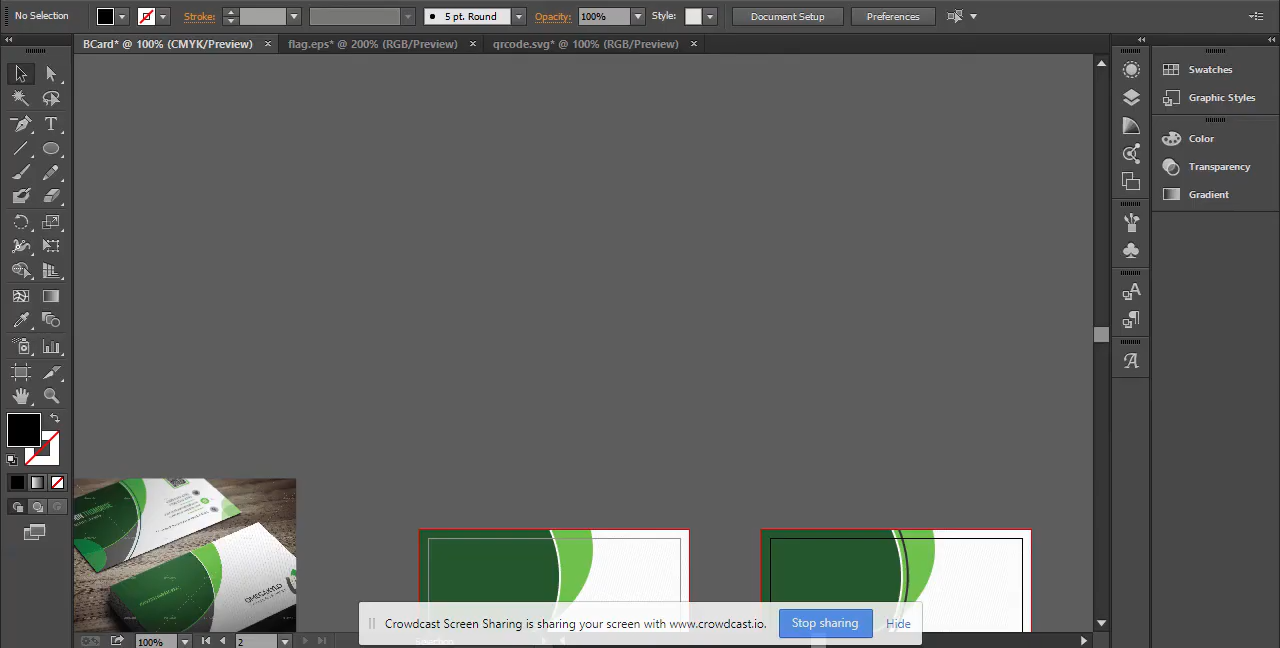 No Selection Stroke: 5 pt. Round Opacity: 100% Style: Document Setup Preferences
BCard* @ 100% (CMYK/Preview) × flag.eps* @ 200% (RGB/Preview) × qrcode.svg* @ 100% (RGB/Preview) ×
Swatches
Graphic Styles
Color
Transparency
Gradient
Crowdcast Screen Sharing is sharing your screen with www.crowdcast.io. Stop sharing Hide
100% 2 Selection